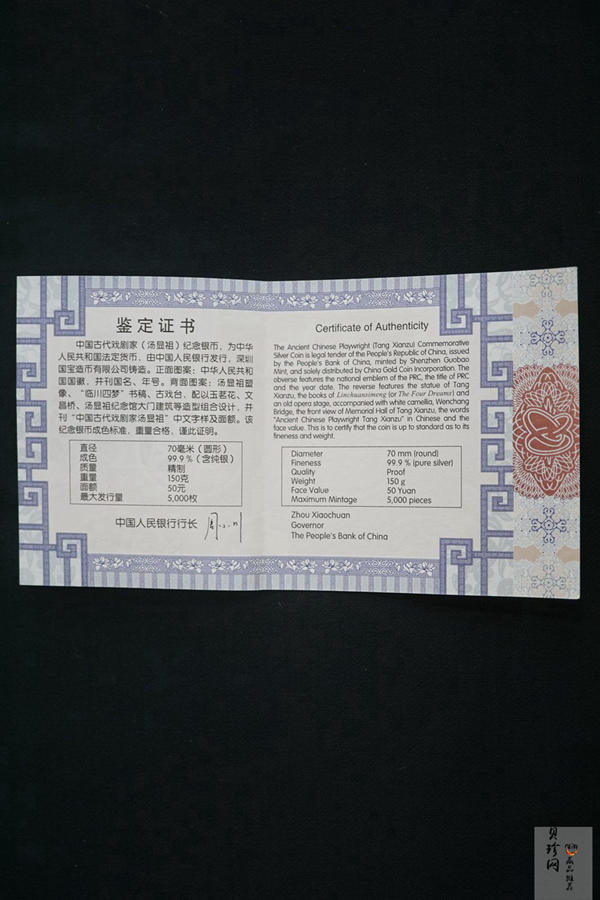 鉴定证书
中国古代戏剧家（汤显祖）纪念银币，为中华
人民共和国法定货币，由中国人民银行发行，深圳
国宝造币有限公司铸造。正面图案：中华人民共和
国国徽，并刊国名、年号。背面图案：汤显祖塑
像、“临川四梦”书稿、古戏台，配以玉茗花、文
昌桥、汤显祖纪念馆大门建筑等造型组合设计，并
刊“中国古代戏剧家汤显祖”中文字样及面额。该
纪念银币成色标准，重量合格，谨此证明。
直径 70毫米（圆形）
成色 99.9％（含纯银）
质量 精制
重量 150克
面额 50元
最大发行量 5,000枚
中国人民银行行长
Certificate of Authenticity
The Ancient Chinese Playwright (Tang Xianzu) Commemorative
Silver Coin is legal tender of the People's Republic of China, issued
by the People's Bank of China, minted by Shenzhen Guobao
Mint, and solely distributed by China Gold Coin Incorporation. The
obverse features the national emblem of the PRC, the title of PRC
and the year date. The reverse features the statue of Tang
Xianzu, the books of Linchuansimeng (or The Four Dreams) and
an old opera stage, accompanied with white camellia, Wenchang
Bridge, the front view of Memorial Hall of Tang Xianzu, the words
"Ancient Chinese Playwright Tang Xianzu" in Chinese and the
face value. This is to certify that the coin is up to standard as to its
fineness and weight.
Diameter 70 mm (round)
Fineness 99.9 % (pure silver)
Quality Proof
Weight 150 g
Face Value 50 Yuan
Maximum Mintage 5,000 pieces
Zhou Xiaochuan
Governor
The People's Bank of China
贝珍网